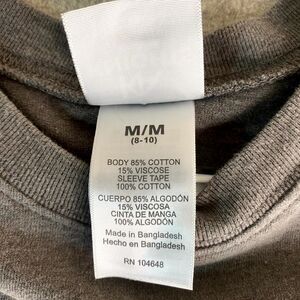 M/M
(8-10)
BODY 85% COTTON
15% VISCOSE
SLEEVE TAPE
100% COTTON
CUERPO 85% ALGODÓN
15% VISCOSA
CINTA DE MANGA
100% ALGODÓN
Made in Bangladesh
Hecho en Bangladesh
RN 104648